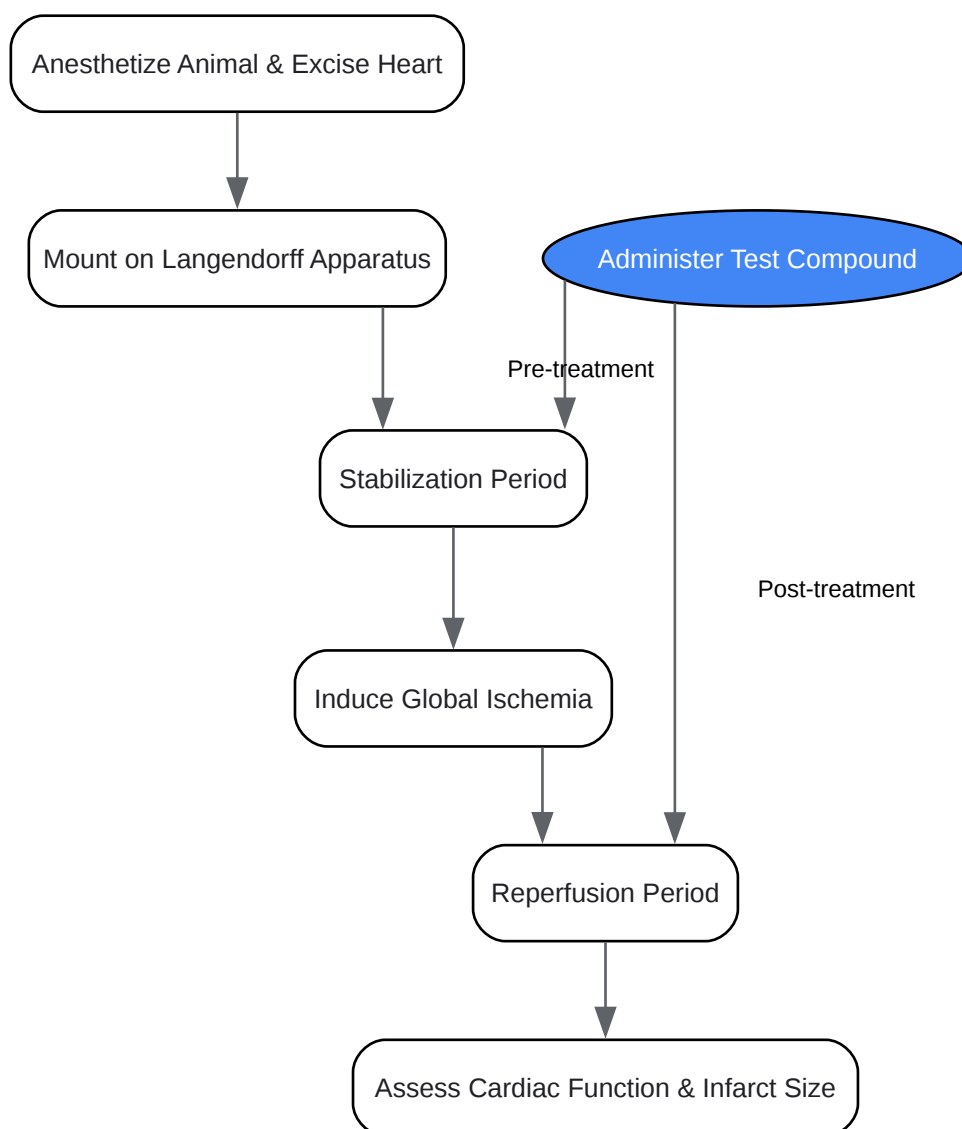 Anesthetize Animal & Excise Heart
Mount on Langendorff Apparatus
Administer Test Compound
Pre-treatment
Stabilization Period
Post-treatment
Induce Global Ischemia
Reperfusion Period
Assess Cardiac Function & Infarct Size